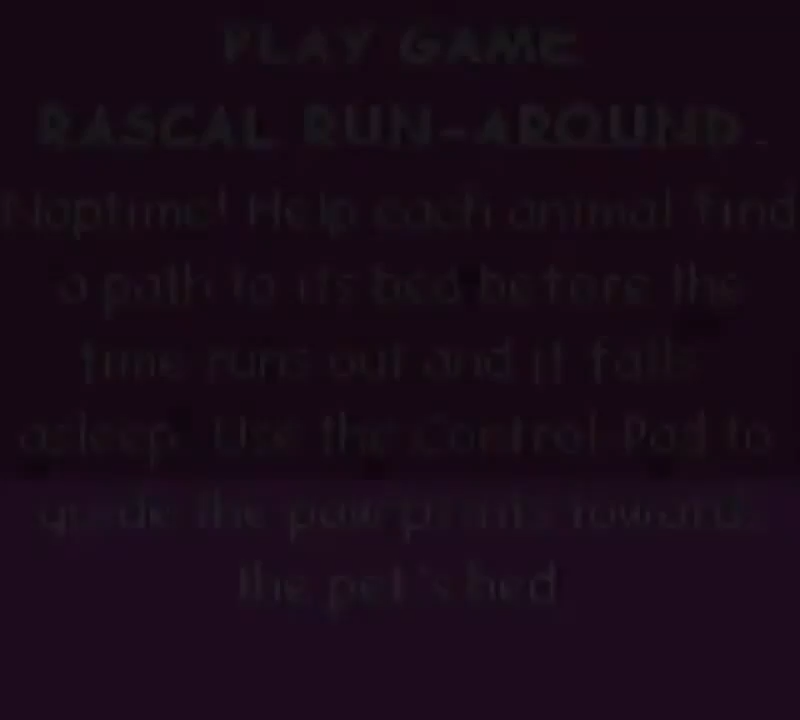 PLAY GAME
RASCAL RUN-AROUND.
Naptime! Help each animal find
a path to its bed before the
time runs out and it falls
asleep. Use the Control Pad to
guide the paw prints towards
the pet's bed